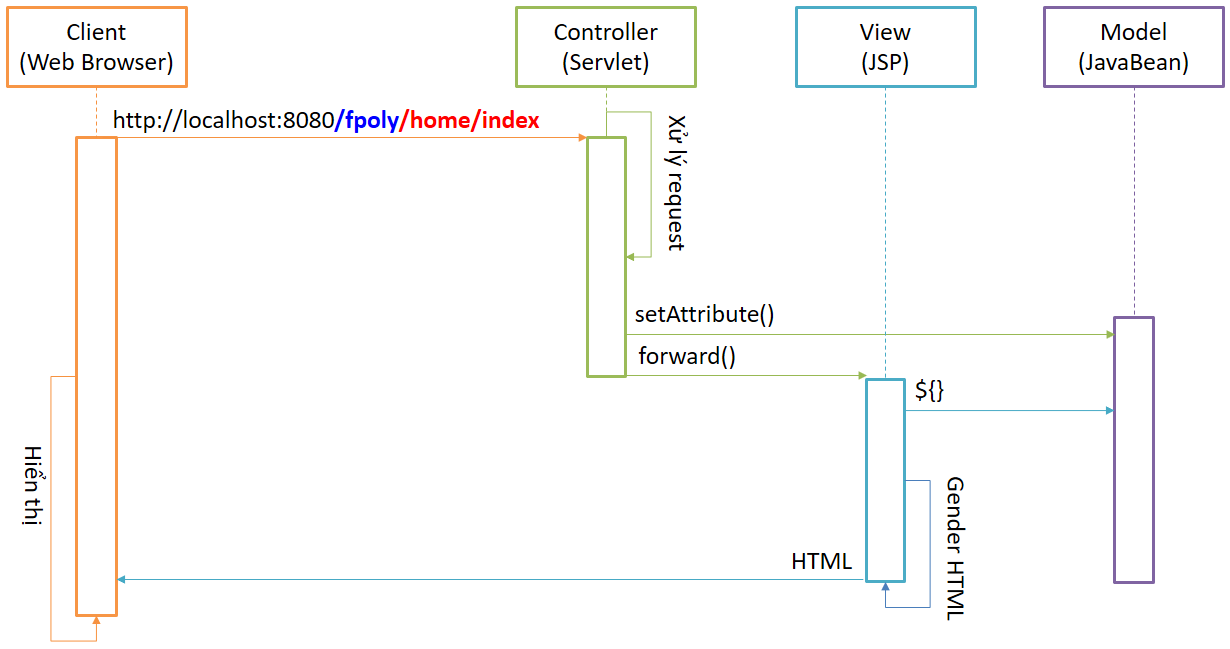 Client
(Web Browser)
Controller
(Servlet)
View
(JSP)
Model
(JavaBean)
http://localhost:8080/fpoly/home/index
Xử lý request
setAttribute()
forward()
${}
Hiển thị
Gender HTML
HTML